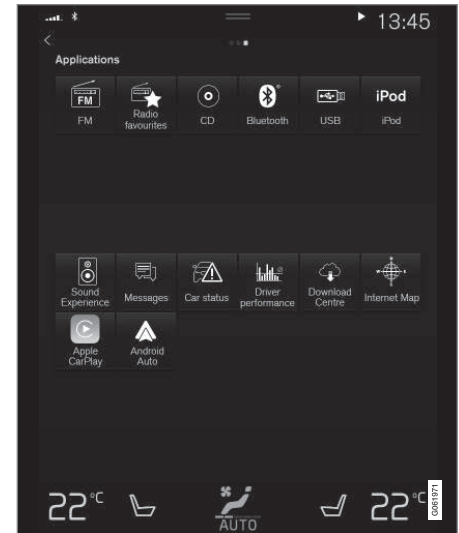 13:45
Applications
FM
iPod
FM
Radio
favourites
CD
Bluetooth
USB
iPod
Sound
Experience
Messages
Car status
Driver
performance
Download
Centre
Internet Map
Apple
CarPlay
Android
Auto
22°C
22°C
AUTO
G061971